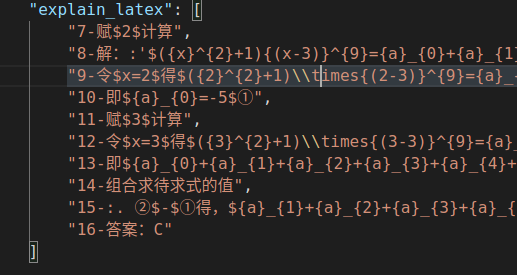 "explain_latex": [
"7-赋$2$计算",
"8-解：:'$({x}^{2}+1){(x-3)}^{9}={a}_{0}+{a}_{1}
"9-令$x=2$得$({2}^{2}+1)\\times{(2-3)}^{9}={a}_
"10-即${a}_{0}=-5$①",
"11-赋$3$计算",
"12-令$x=3$得$({3}^{2}+1)\\times{(3-3)}^{9}={a}_
"13-即${a}_{0}+{a}_{1}+{a}_{2}+{a}_{3}+{a}_{4}+
"14-组合求待求式的值",
"15-:. ②$-$①得，${a}_{1}+{a}_{2}+{a}_{3}+{a}_
"16-答案：C"
]